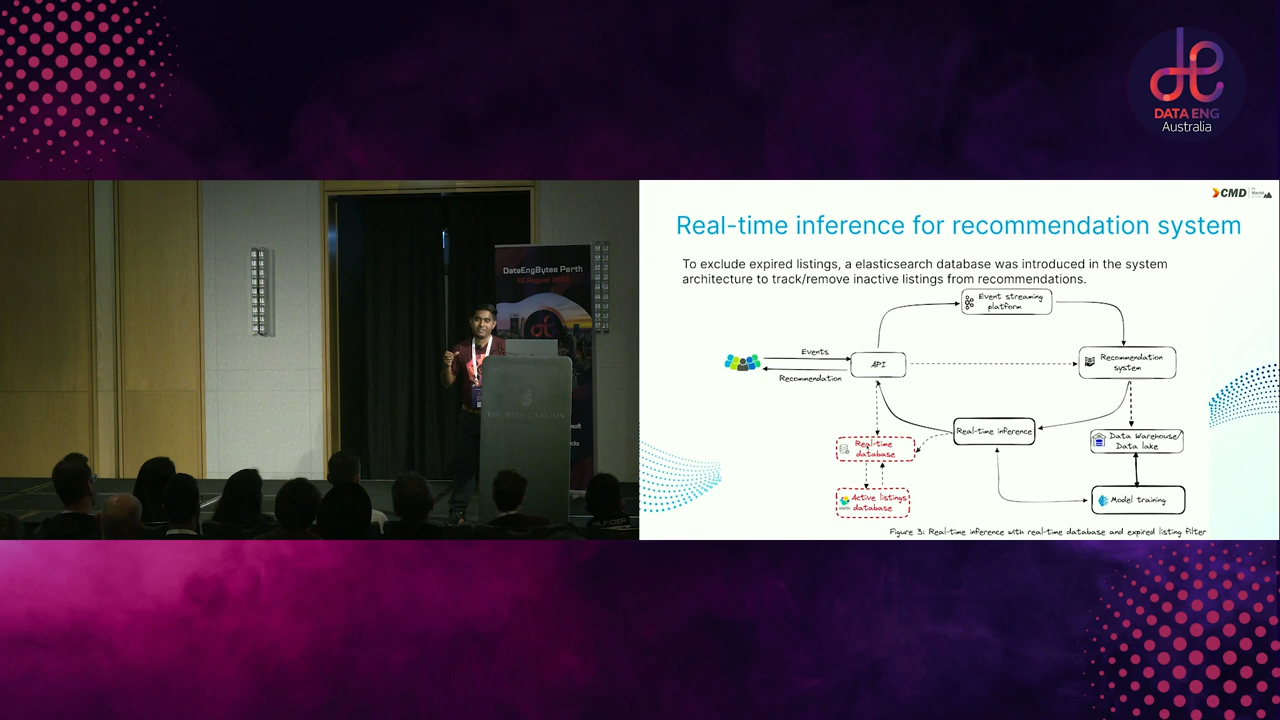 DATA ENG
Australia
CMD
Real-time inference for recommendation system
To exclude expired listings, a elasticsearch database was introduced in the system
architecture to track/remove inactive listings from recommendations.
Event streaming
platform
Events
API
Recommendation
system
Recommendation
Real-time inference
Real-time
database
Data Warehouse/
Data lake
Active listings
database
Model training
Figure 3: Real-time inference with real-time database and expired listing filter
DataEngBytes Perth